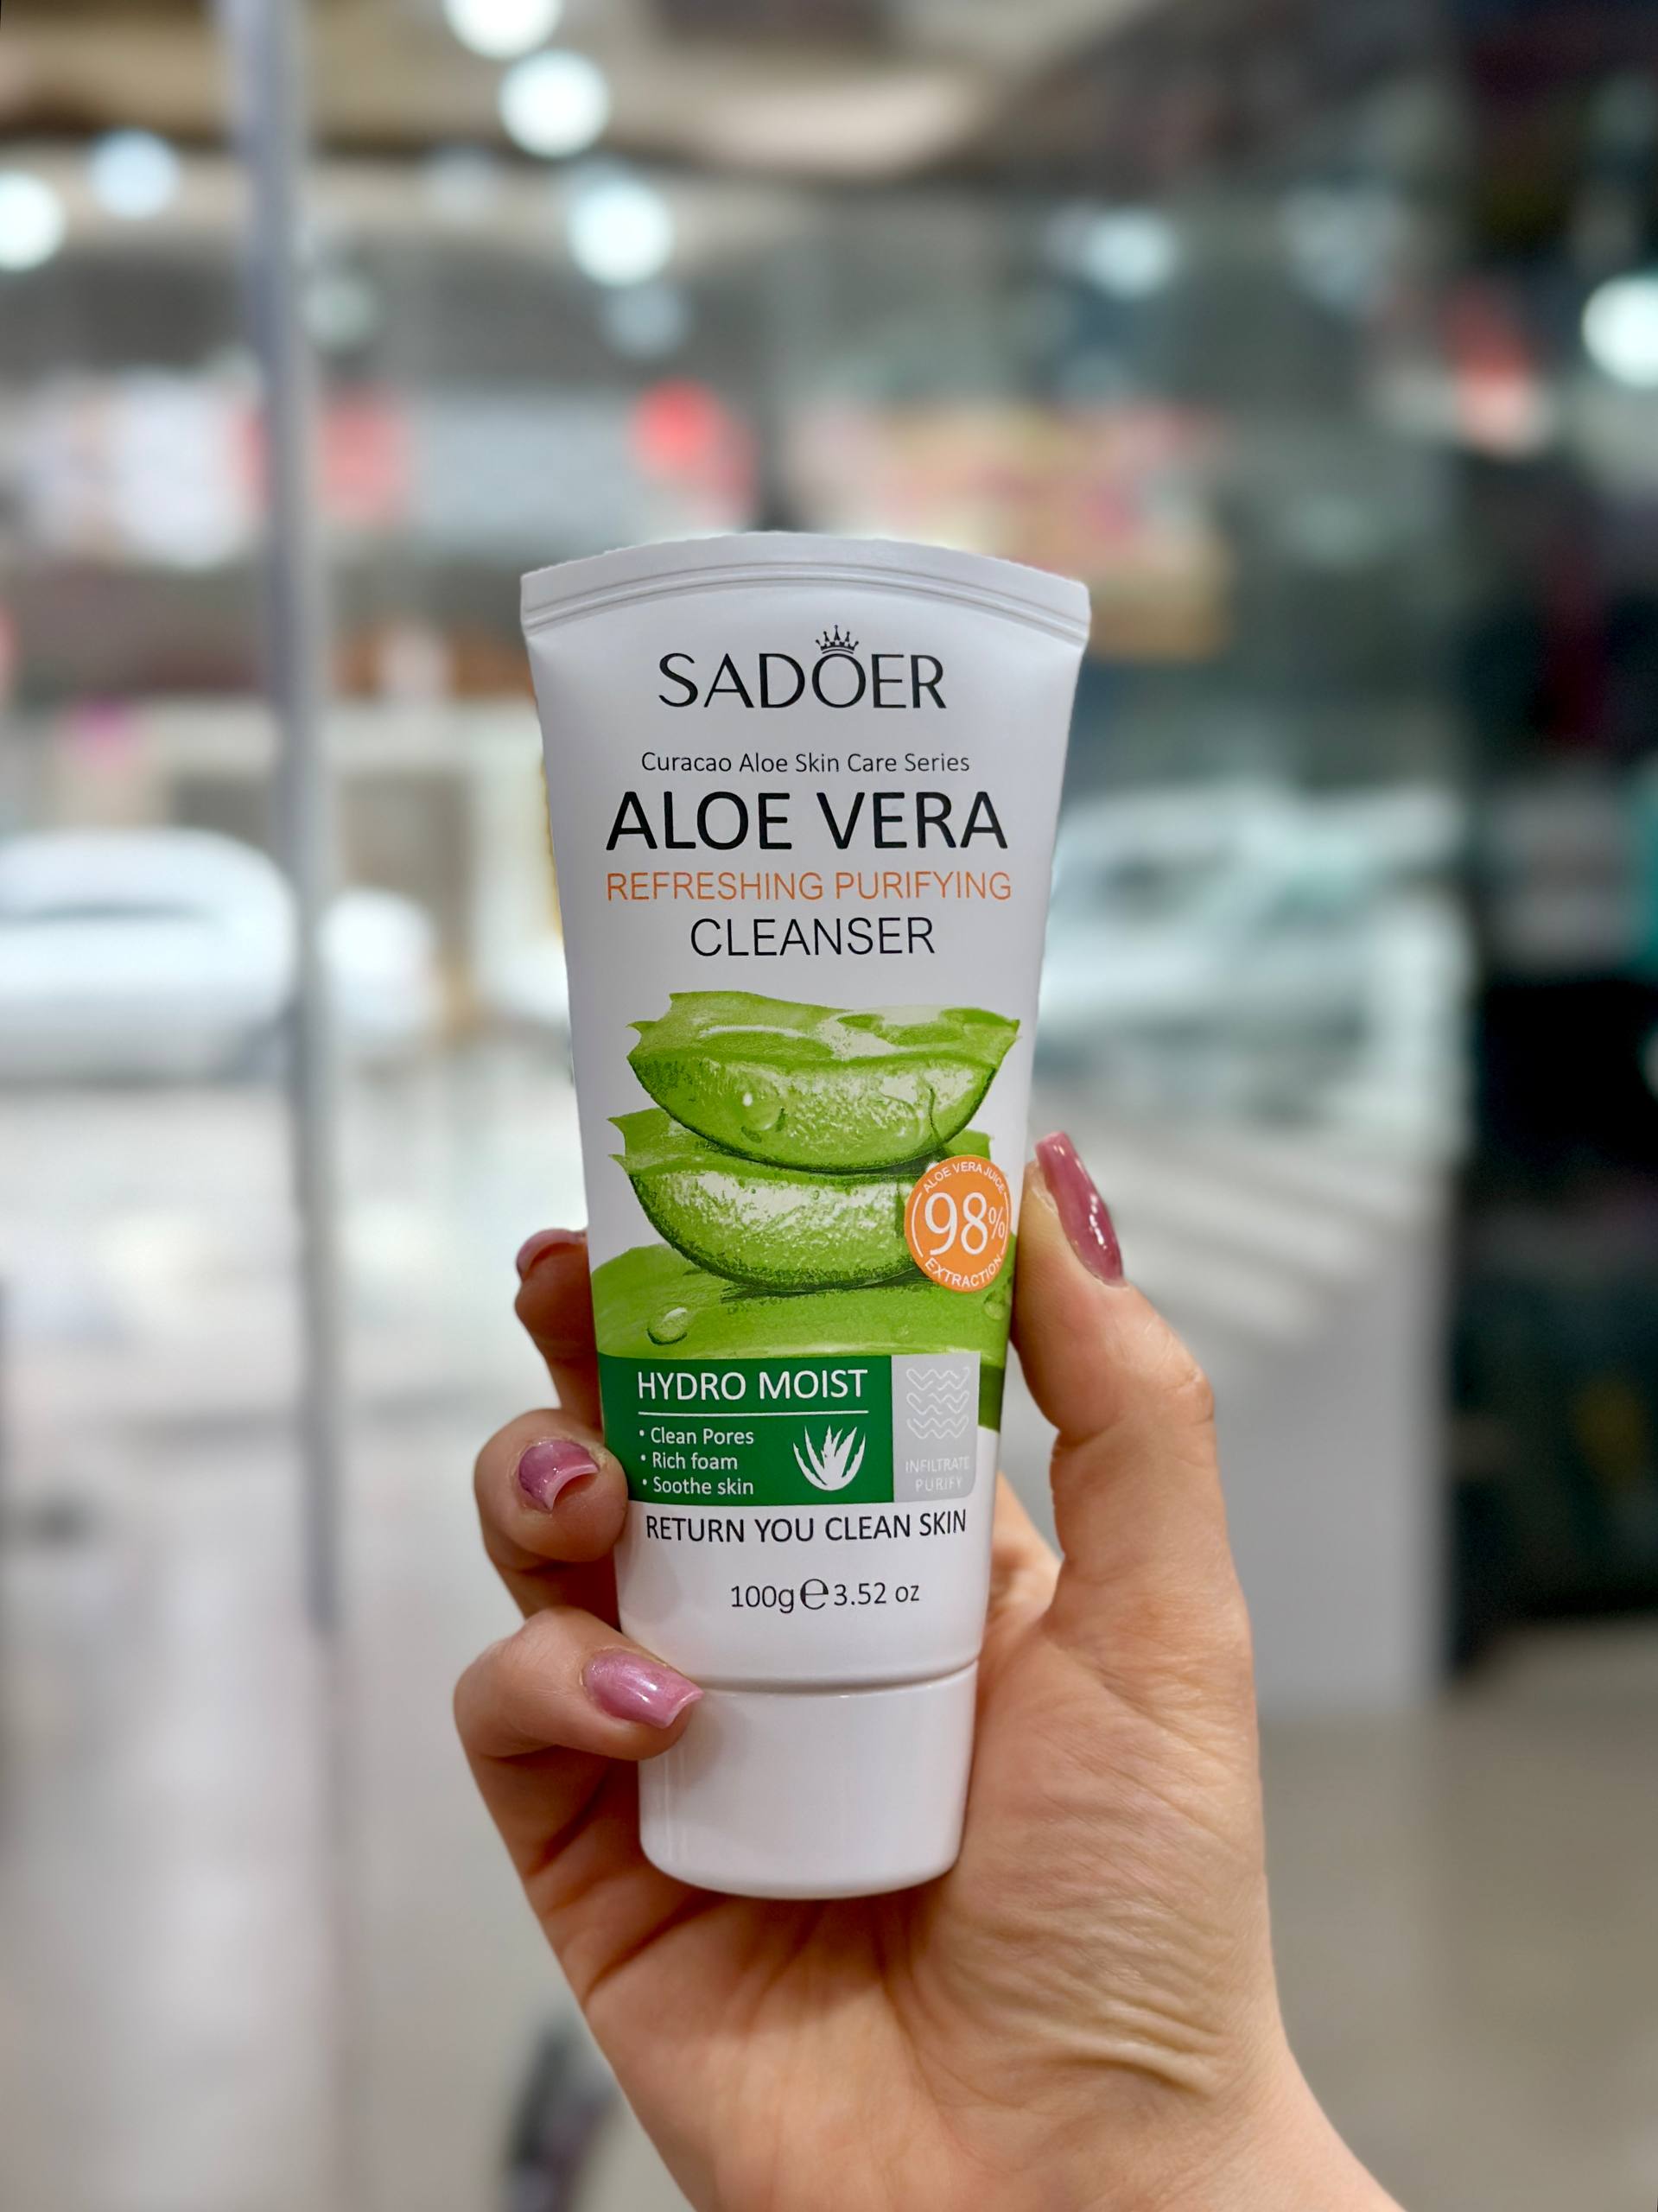 SADOER
Curacao Aloe Skin Care Series
ALOE VERA
REFRESHING PURIFYING
CLEANSER
ALOE VERA JUICE
98%
EXTRACTION
HYDRO MOIST
• Clean Pores
• Rich foam
• Soothe skin
INFILTRATE
PURIFY
RETURN YOU CLEAN SKIN
100g℮3.52 oz